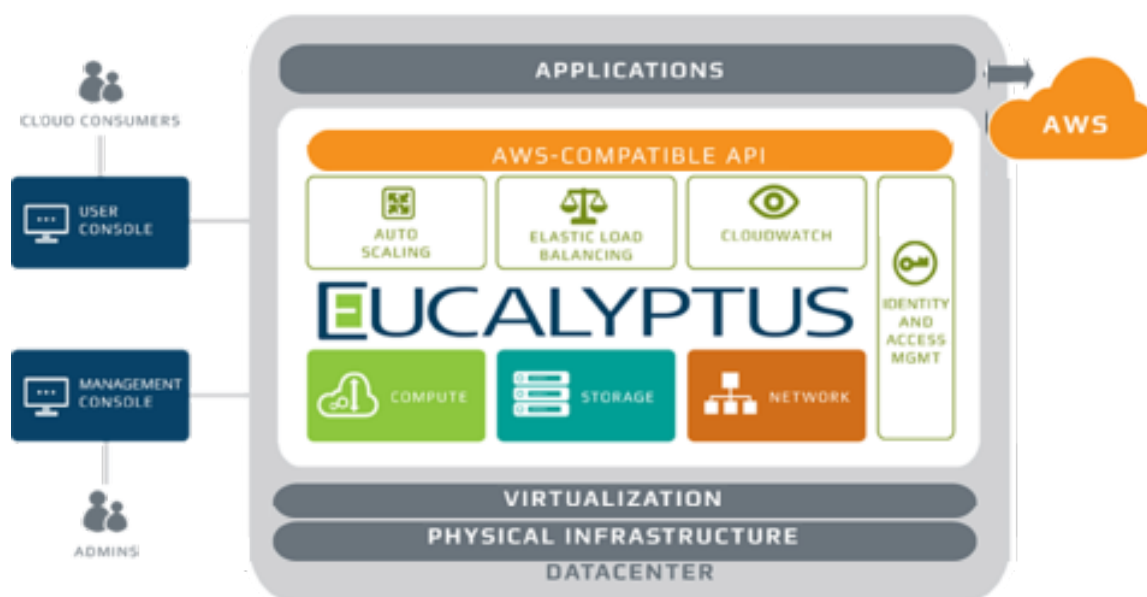 APPLICATIONS
CLOUD CONSUMERS
AWS
AWS-COMPATIBLE API
USER
CONSOLE
AUTO
SCALING
ELASTIC LOAD
BALANCING
CLOUDWATCH
IDENTITY
AND
ACCESS
MGMT
EUCALYPTUS
MANAGEMENT
CONSOLE
COMPUTE
STORAGE
NETWORK
ADMINS
VIRTUALIZATION
PHYSICAL INFRASTRUCTURE
DATACENTER